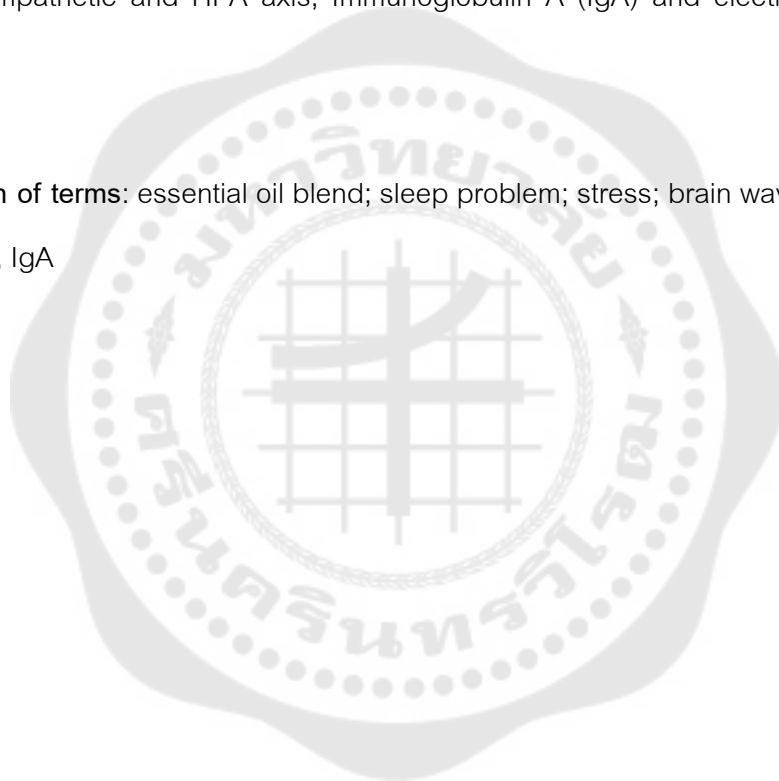 mpathetic and HPA axis, Immunoglobulin A (IgA) and electr
n of terms: essential oil blend; sleep problem; stress; brain wav
, IgA
มหาวิทยาลัย
ศรีนครินทรวิโรฒ